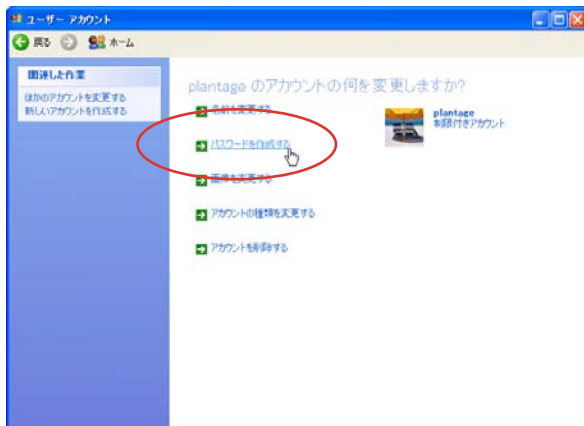 ユーザー アカウント
戻る ホーム
関連した作業
ほかのアカウントを変更する
新しいアカウントを作成する
plantage のアカウントの何を変更しますか?
名前を変更する
plantage
制限付きアカウント
パスワードを作成する
画像を変更する
アカウントの種類を変更する
アカウントを削除する